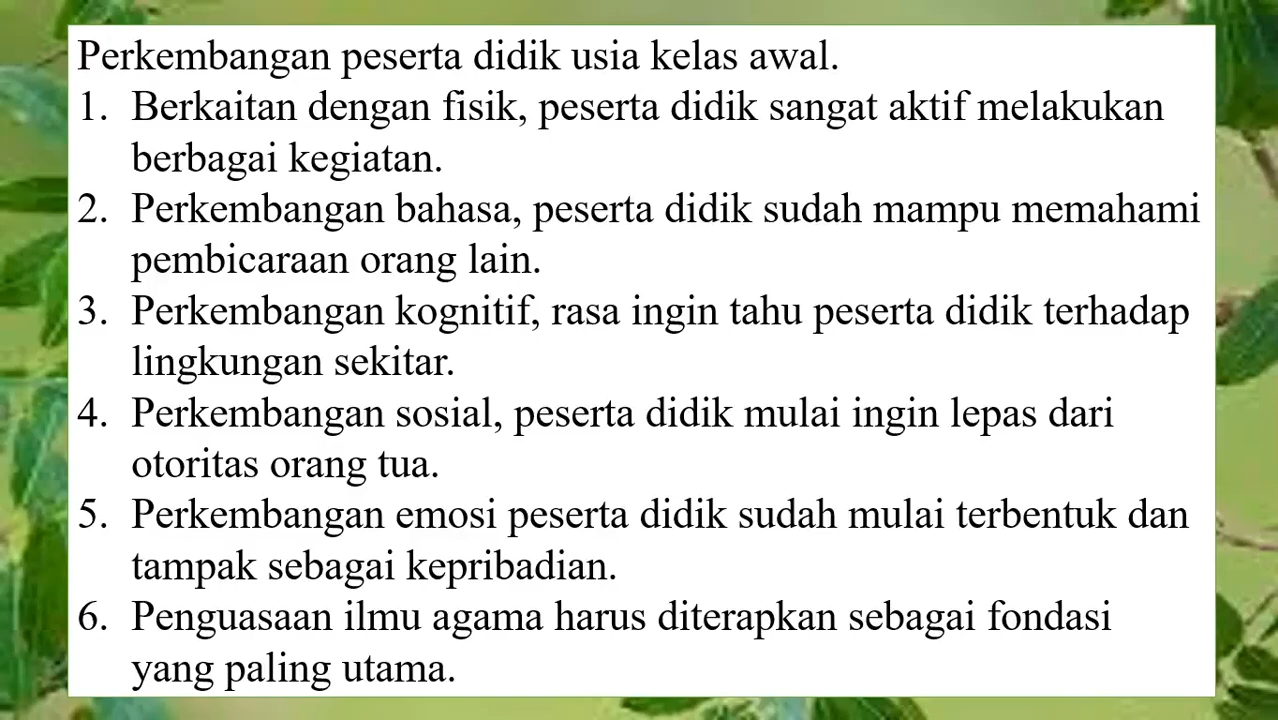 Perkembangan peserta didik usia kelas awal.
1. Berkaitan dengan fisik, peserta didik sangat aktif melakukan
berbagai kegiatan.
2. Perkembangan bahasa, peserta didik sudah mampu memahami
pembicaraan orang lain.
3. Perkembangan kognitif, rasa ingin tahu peserta didik terhadap
lingkungan sekitar.
4. Perkembangan sosial, peserta didik mulai ingin lepas dari
otoritas orang tua.
5. Perkembangan emosi peserta didik sudah mulai terbentuk dan
tampak sebagai kepribadian.
6. Penguasaan ilmu agama harus diterapkan sebagai fondasi
yang paling utama.